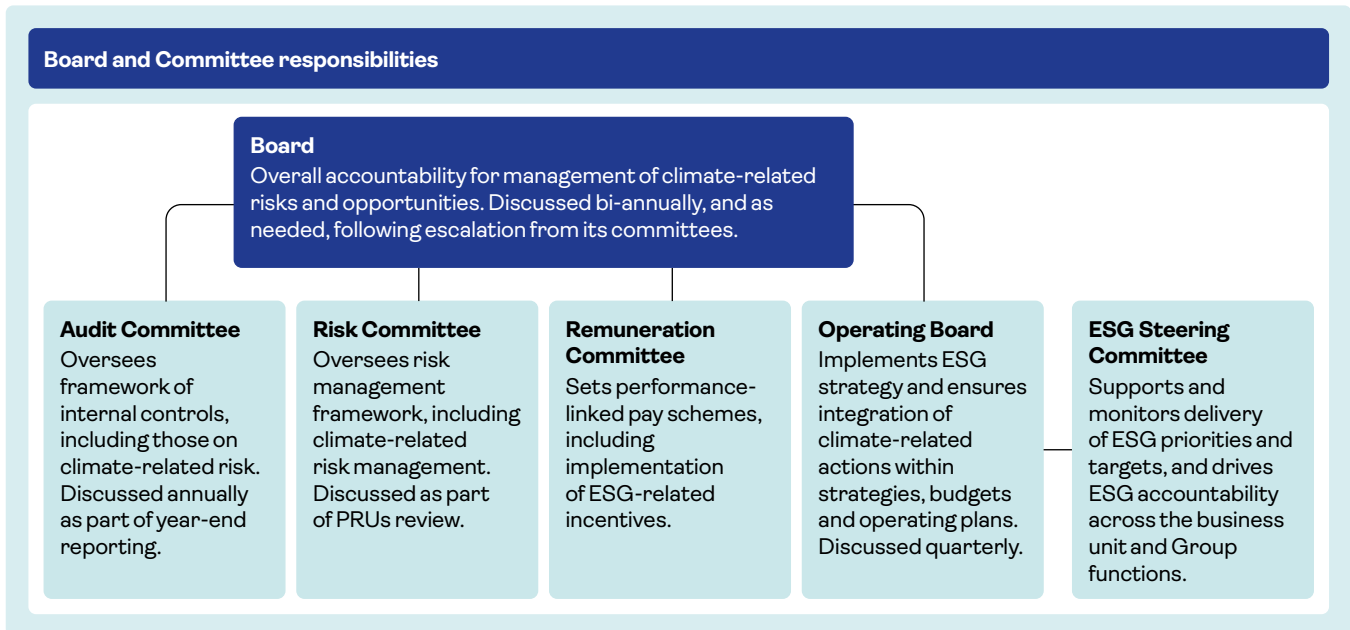 Board and Committee responsibilities
Board
Overall accountability for management of climate-related
risks and opportunities. Discussed bi-annually, and as
needed, following escalation from its committees.
Audit Committee
Oversees
framework of
internal controls,
including those on
climate-related risk.
Discussed annually
as part of year-end
reporting.
Risk Committee
Oversees risk
management
framework, including
climate-related
risk management.
Discussed as part
of PRUs review.
Remuneration
Committee
Sets performance-
linked pay schemes,
including
implementation
of ESG-related
incentives.
Operating Board
Implements ESG
strategy and ensures
integration of
climate-related
actions within
strategies, budgets
and operating plans.
Discussed quarterly.
ESG Steering
Committee
Supports and
monitors delivery
of ESG priorities and
targets, and drives
ESG accountability
across the business
unit and Group
functions.